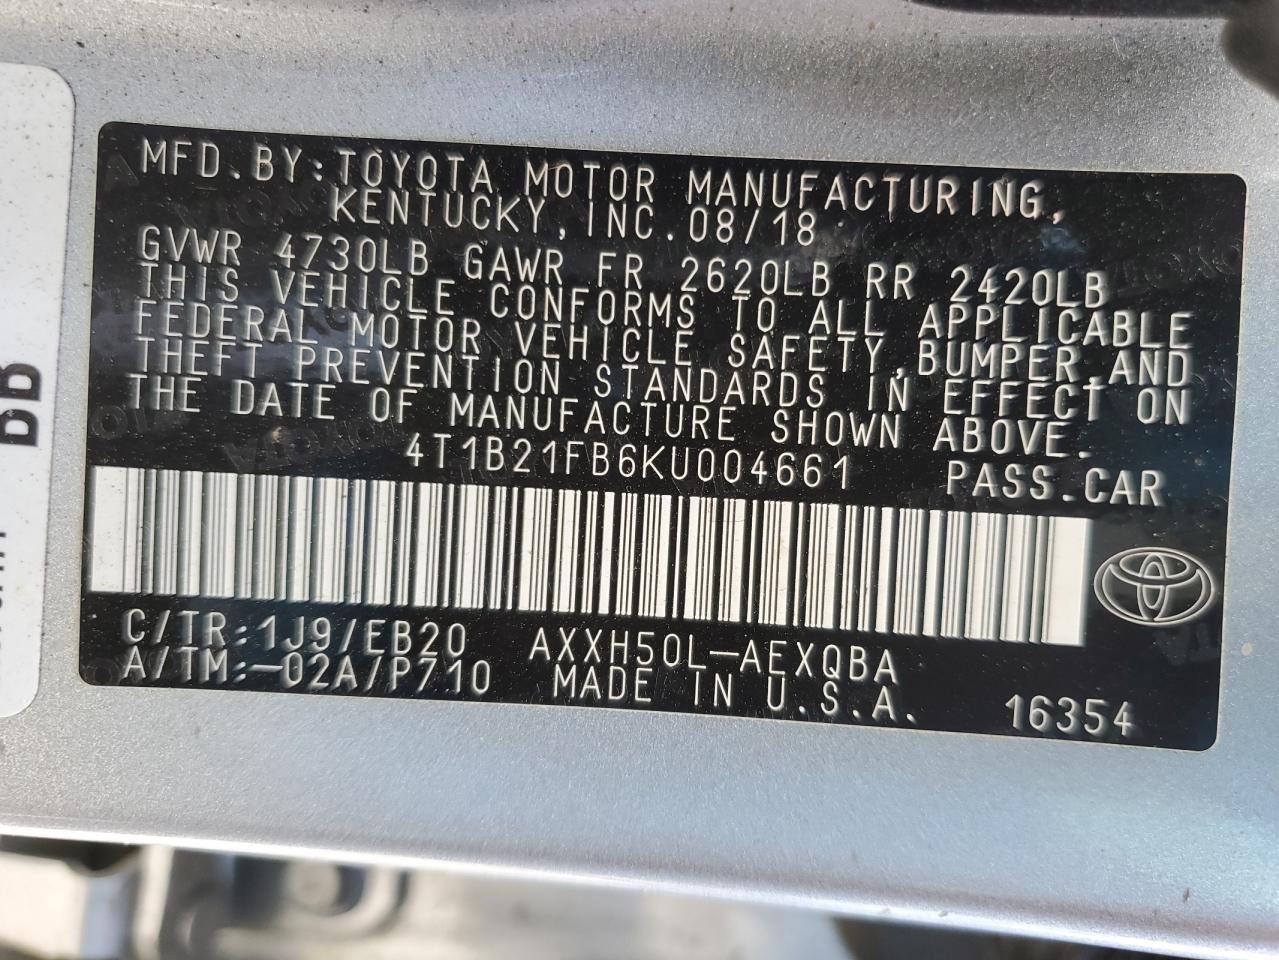 MFD.BY:TOYOTA MOTOR MANUFACTURING,
KENTUCKY,INC.08/18
GVWR 4730LB GAWR FR 2620LB RR 2420LB
THIS VEHICLE CONFORMS TO ALL APPLICABLE
FEDERAL MOTOR VEHICLE SAFETY,BUMPER,AND
THEFT PREVENTION STANDARDS IN EFFECT ON
THE DATE OF MANUFACTURE SHOWN ABOVE.
4T1B21FB6KU004661 PASS.CAR
C/TR:1J9/EB20 AXXH50L-AEXQBA
A/TM:-02A/P710 MADE IN U.S.A. 16354